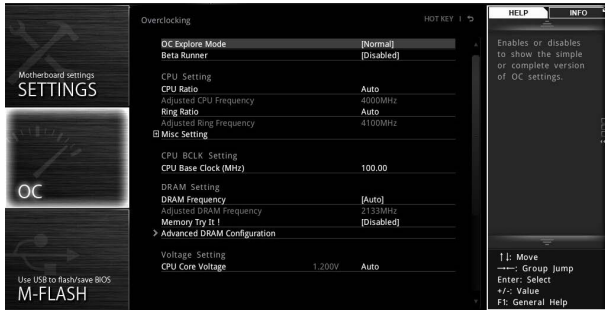 Motherboard settings
SETTINGS
OC
Use USB to flash/save BIOS
M-FLASH
Overclocking
HOT KEY
OC Explore Mode [Normal]
Beta Runner [Disabled]
CPU Setting
CPU Ratio Auto
Adjusted CPU Frequency 4000MHz
Ring Ratio Auto
Adjusted Ring Frequency 4100MHz
Misc Setting
CPU BCLK Setting
CPU Base Clock (MHz) 100.00
DRAM Setting
DRAM Frequency [Auto]
Adjusted DRAM Frequency 2133MHz
Memory Try It ! [Disabled]
> Advanced DRAM Configuration
Voltage Setting
CPU Core Voltage 1.200V Auto
HELP INFO
Enables or disables
to show the simple
or complete version
of OC settings.
↑↓: Move
→←: Group Jump
Enter: Select
+/-: Value
F1: General Help